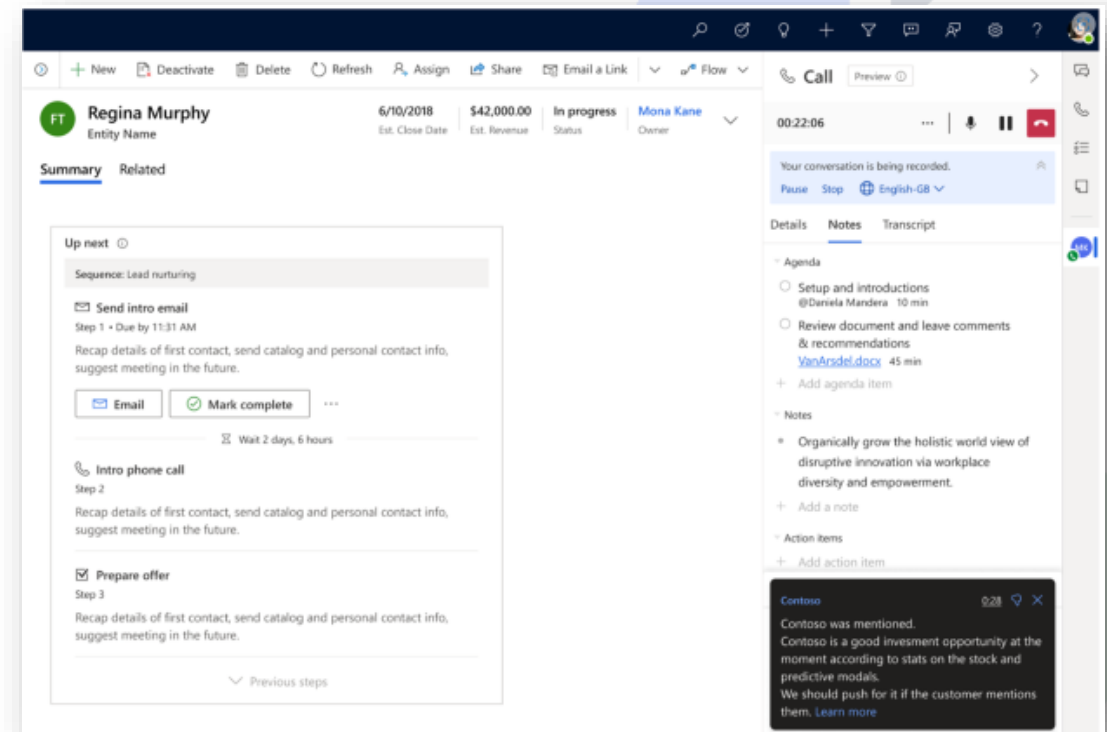 New Deactivate Delete Refresh Assign Share Email a Link Flow
FT
Regina Murphy
Entity Name
6/10/2018 $42,000.00 In progress Mona Kane
Est. Close Date Est. Revenue Status Owner
Summary Related
Up next
Sequence: Lead nurturing
Send intro email
Step 1 • Due by 11:31 AM
Recap details of first contact, send catalog and personal contact info,
suggest meeting in the future.
Email Mark complete ...
Wait 2 days, 6 hours
Intro phone call
Step 2
Recap details of first contact, send catalog and personal contact info,
suggest meeting in the future.
Prepare offer
Step 3
Recap details of first contact, send catalog and personal contact info,
suggest meeting in the future.
Previous steps
Call Preview
00:22:06 ...
Your conversation is being recorded.
Pause Stop English-GB
Details Notes Transcript
Agenda
Setup and introductions
@Daniela Mandera 10 min
Review document and leave comments
& recommendations
VanArsdel.docx 45 min
+ Add agenda item
Notes
• Organically grow the holistic world view of
disruptive innovation via workplace
diversity and empowerment.
+ Add a note
Action items
+ Add action item
Contoso 0:28
Contoso was mentioned.
Contoso is a good invesment opportunity at the
moment according to stats on the stock and
predictive modals.
We should push for it if the customer mentions
them. Learn more
MK